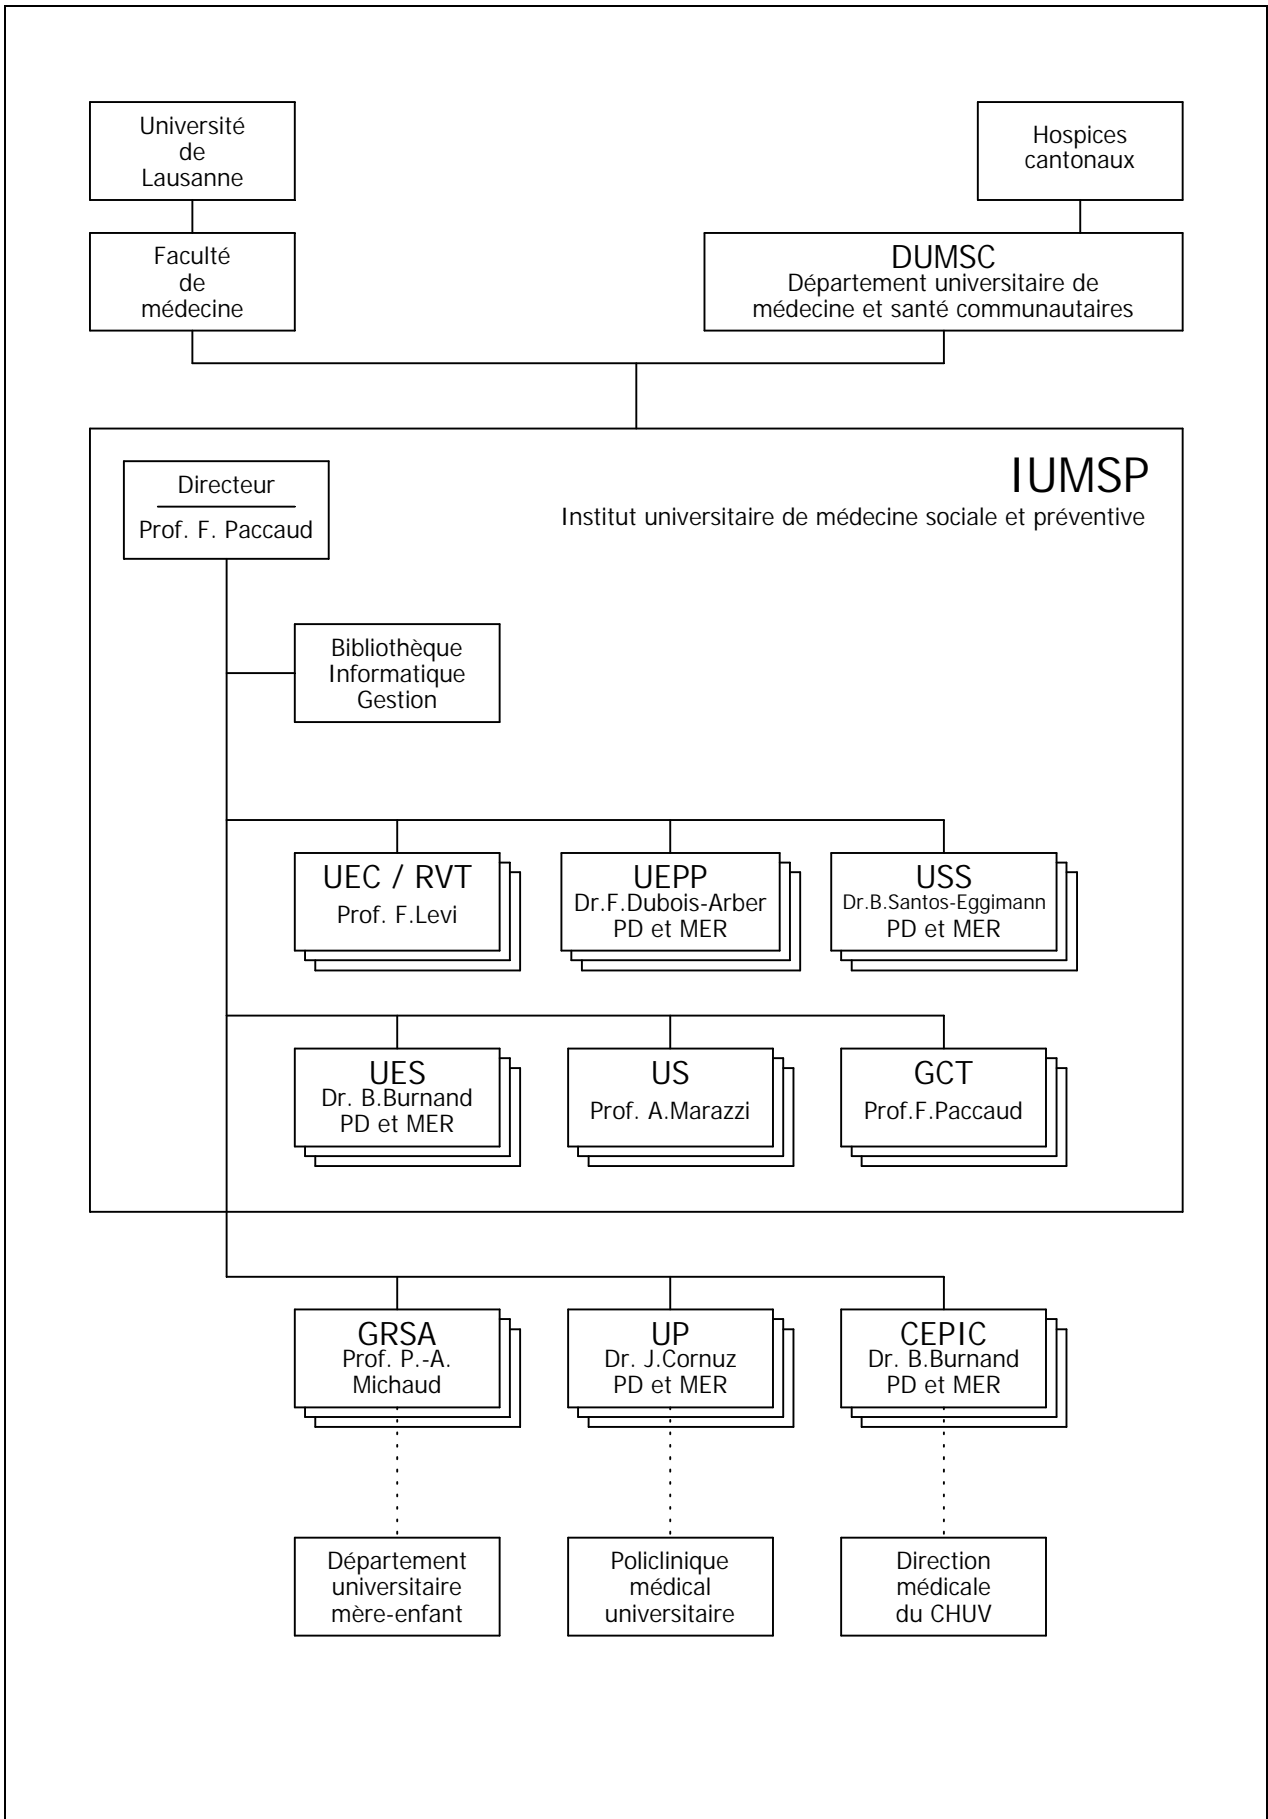 Université
de
Lausanne
Hospices
cantonaux
Faculté
de
médecine
DUMSC
Département universitaire de
médecine et santé communautaires
Directeur
Prof. F. Paccaud
IUMSP
Institut universitaire de médecine sociale et préventive
Bibliothèque
Informatique
Gestion
UEC / RVT
Prof. F.Levi
UEPP
Dr.F.Dubois-Arber
PD et MER
USS
Dr.B.Santos-Eggimann
PD et MER
UES
Dr. B.Burnand
PD et MER
US
Prof. A.Marazzi
GCT
Prof.F.Paccaud
GRSA
Prof. P.-A.
Michaud
UP
Dr. J.Cornuz
PD et MER
CEPIC
Dr. B.Burnand
PD et MER
Département
universitaire
mère-enfant
Policlinique
médical
universitaire
Direction
médicale
du CHUV